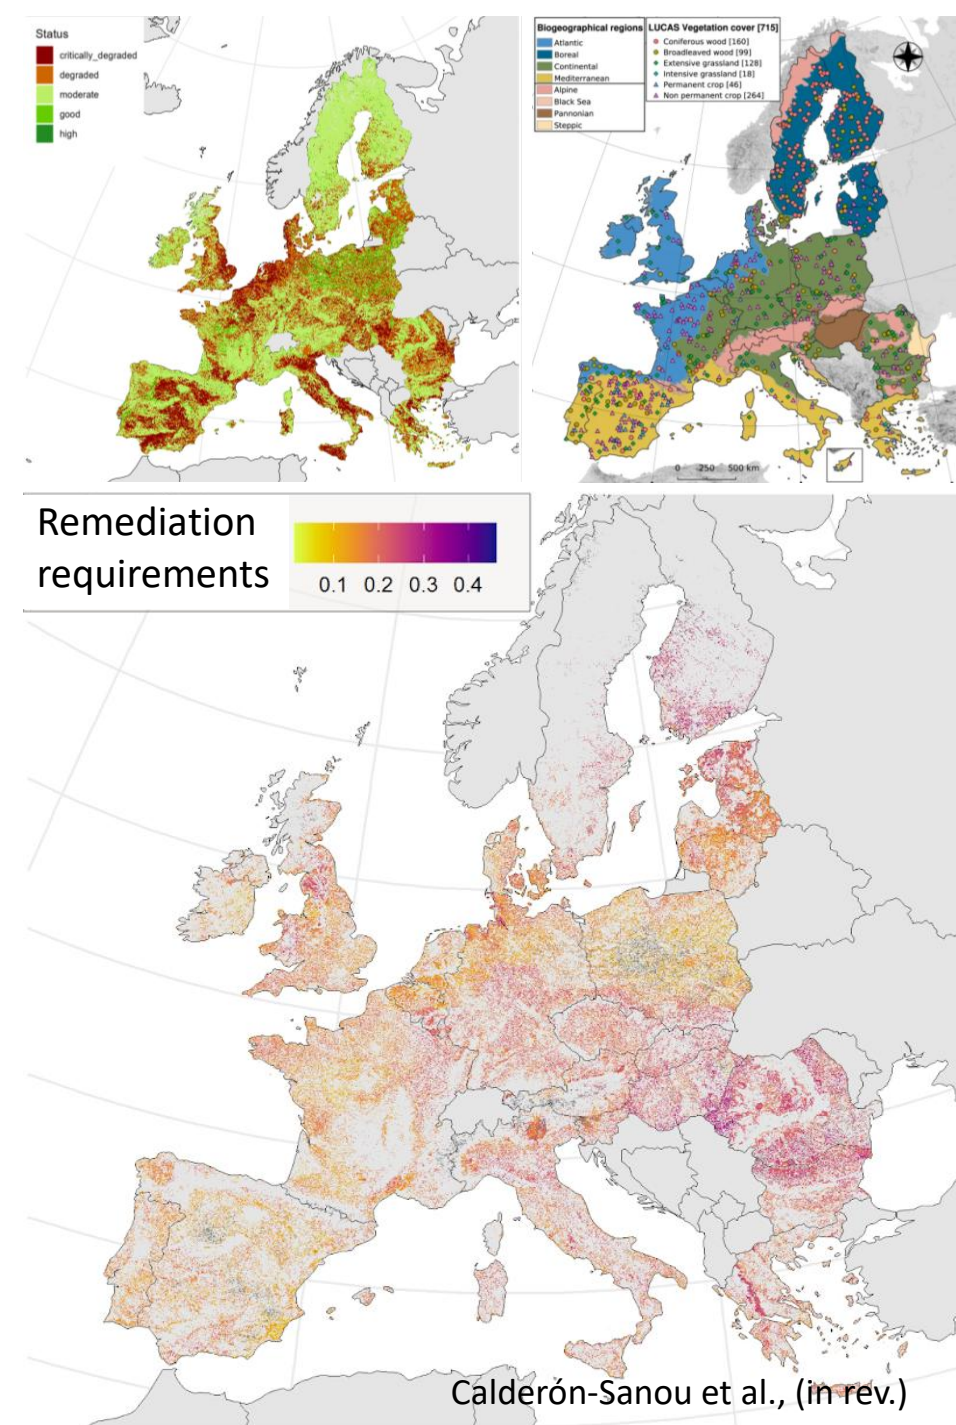 Status
critically_degraded
degraded
moderate
good
high
Biogeographical regions
Atlantic
Boreal
Continental
Mediterranean
Alpine
Black Sea
Pannonian
Steppic
LUCAS Vegetation cover [715]
Coniferous wood [160]
Broadleaved wood [99]
Extensive grassland [128]
Intensive grassland [18]
Permanent crop [46]
Non permanent crop [264]
0 250 500 km
Remediation
requirements
0.1 0.2 0.3 0.4
Calderón-Sanou et al., (in rev.)